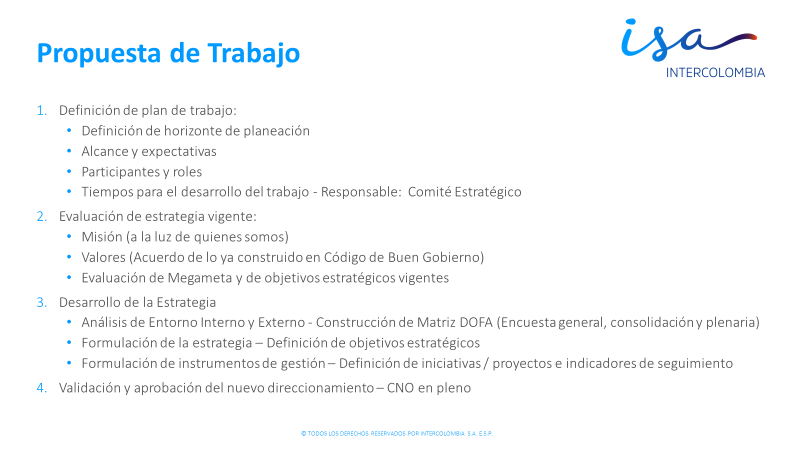 Propuesta de Trabajo
isa
INTERCOLOMBIA
1. Definición de plan de trabajo:
• Definición de horizonte de planeación
• Alcance y expectativas
• Participantes y roles
• Tiempos para el desarrollo del trabajo - Responsable: Comité Estratégico
2. Evaluación de estrategia vigente:
• Misión (a la luz de quienes somos)
• Valores (Acuerdo de lo ya construido en Código de Buen Gobierno)
• Evaluación de Megameta y de objetivos estratégicos vigentes
3. Desarrollo de la Estrategia
• Análisis de Entorno Interno y Externo - Construcción de Matriz DOFA (Encuesta general, consolidación y plenaria)
• Formulación de la estrategia – Definición de objetivos estratégicos
• Formulación de instrumentos de gestión – Definición de iniciativas / proyectos e indicadores de seguimiento
4. Validación y aprobación del nuevo direccionamiento – CNO en pleno
© TODOS LOS DERECHOS RESERVADOS POR INTERCOLOMBIA S.A. E.S.P.